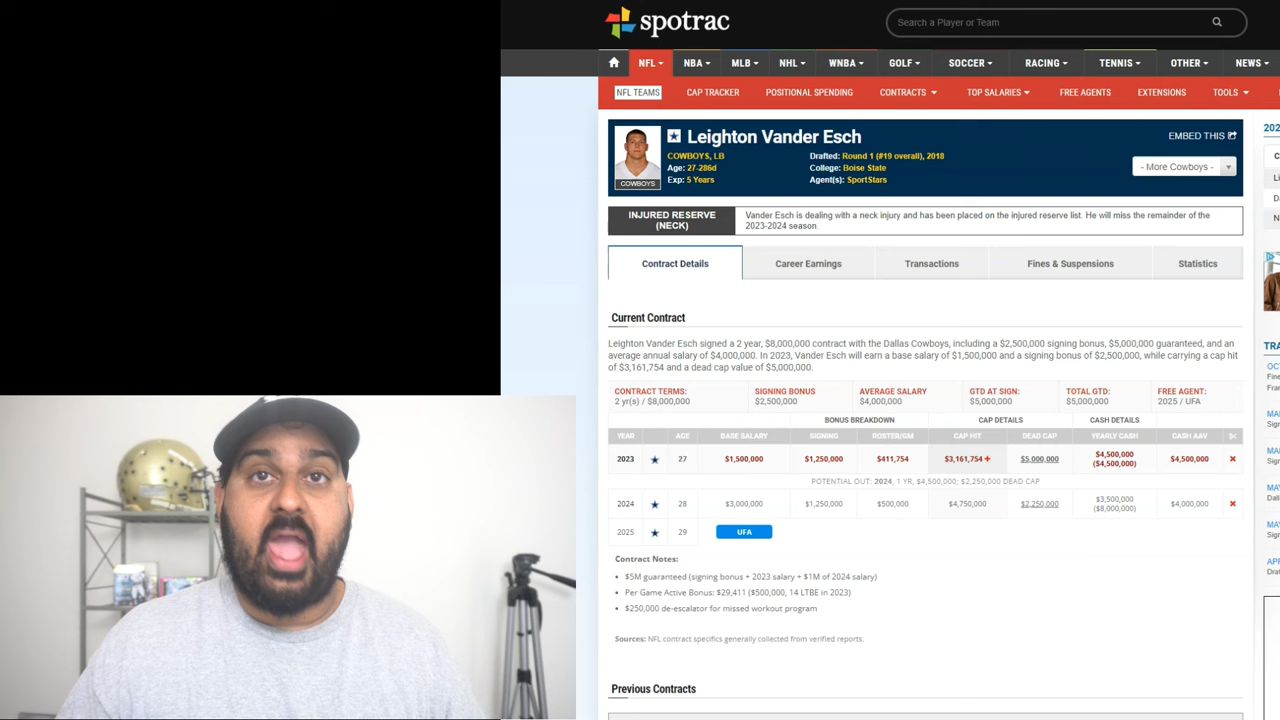 spotrac
Search a Player or Team
NFL NBA MLB NHL WNBA GOLF SOCCER RACING TENNIS OTHER NEWS
NFL TEAMS CAP TRACKER POSITIONAL SPENDING CONTRACTS TOP SALARIES FREE AGENTS EXTENSIONS TOOLS
Leighton Vander Esch
EMBED THIS
COWBOYS, LB
Drafted: Round 1 (#19 overall), 2018
Age: 27-286d
College: Boise State
- More Cowboys -
Exp: 5 Years
Agent(s): SportStars
COWBOYS
INJURED RESERVE
(NECK)
Vander Esch is dealing with a neck injury and has been placed on the injured reserve list. He will miss the remainder of the
2023-2024 season.
Contract Details Career Earnings Transactions Fines & Suspensions Statistics
Current Contract
Leighton Vander Esch signed a 2 year, $8,000,000 contract with the Dallas Cowboys, including a $2,500,000 signing bonus, $5,000,000 guaranteed, and an
average annual salary of $4,000,000. In 2023, Vander Esch will earn a base salary of $1,500,000 and a signing bonus of $2,500,000, while carrying a cap hit
of $3,161,754 and a dead cap value of $5,000,000.
CONTRACT TERMS: SIGNING BONUS AVERAGE SALARY GTD AT SIGN: TOTAL GTD: FREE AGENT:
2 yr(s) / $8,000,000 $2,500,000 $4,000,000 $5,000,000 $5,000,000 2025 / UFA
BONUS BREAKDOWN CAP DETAILS CASH DETAILS
YEAR AGE BASE SALARY SIGNING ROSTER/GM CAP HIT DEAD CAP YEARLY CASH CASH AAV
2023 27 $1,500,000 $1,250,000 $411,754 $3,161,754 + $5,000,000 $4,500,000 $4,500,000
($4,500,000)
POTENTIAL OUT: 2024, 1 YR, $4,500,000; $2,250,000 DEAD CAP
2024 28 $3,000,000 $1,250,000 $500,000 $4,750,000 $2,250,000 $3,500,000 $4,000,000
($8,000,000)
2025 29 UFA
Contract Notes:
• $5M guaranteed (signing bonus + 2023 salary + $1M of 2024 salary)
• Per Game Active Bonus: $29,411 ($500,000, 14 LTBE in 2023)
• $250,000 de-escalator for missed workout program
Sources: NFL contract specifics generally collected from verified reports.
Previous Contracts